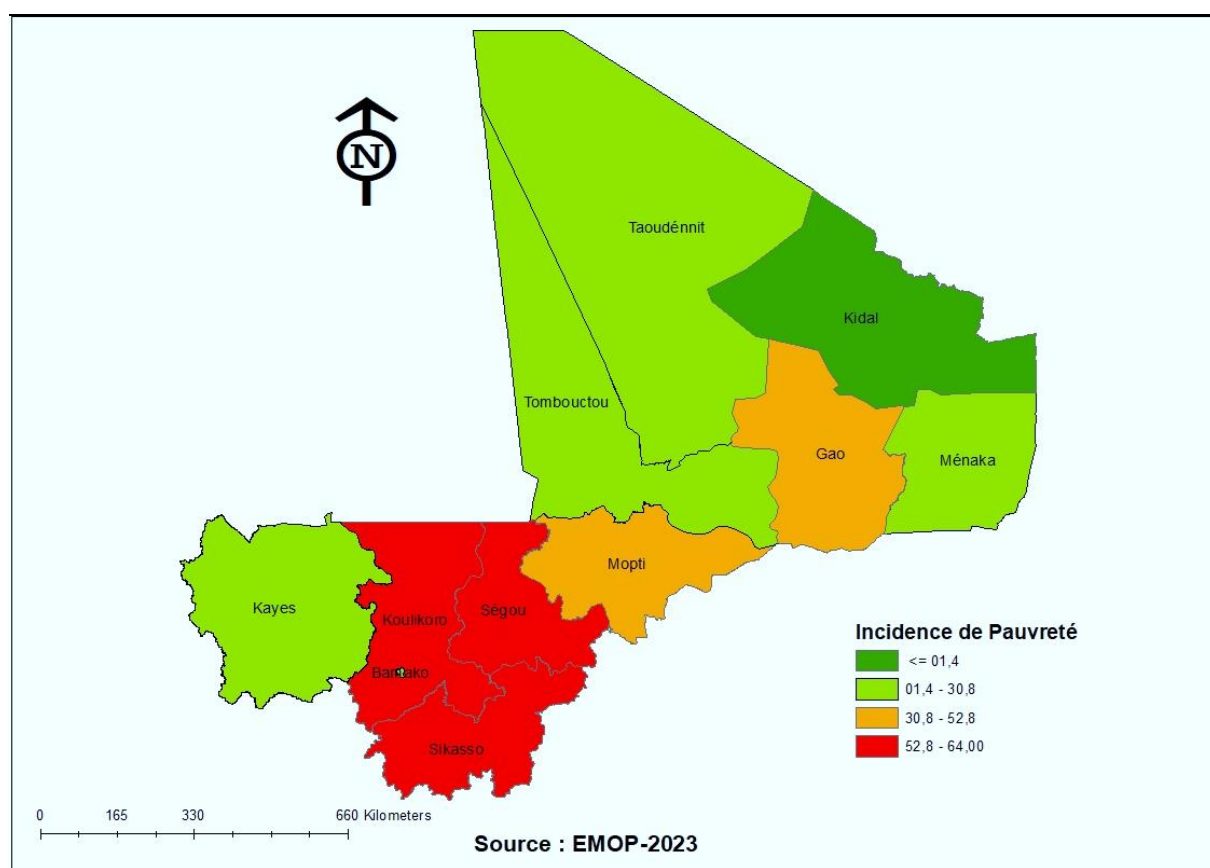 N
Taoudénnit
Kidal
Tombouctou
Gao
Ménaka
Mopti
Kayes
Ségou
Koulikoro
Bamako
Sikasso
Incidence de Pauvreté
<= 01,4
01,4 - 30,8
30,8 - 52,8
52,8 - 64,00
0 165 330 660 Kilometers
Source : EMOP-2023